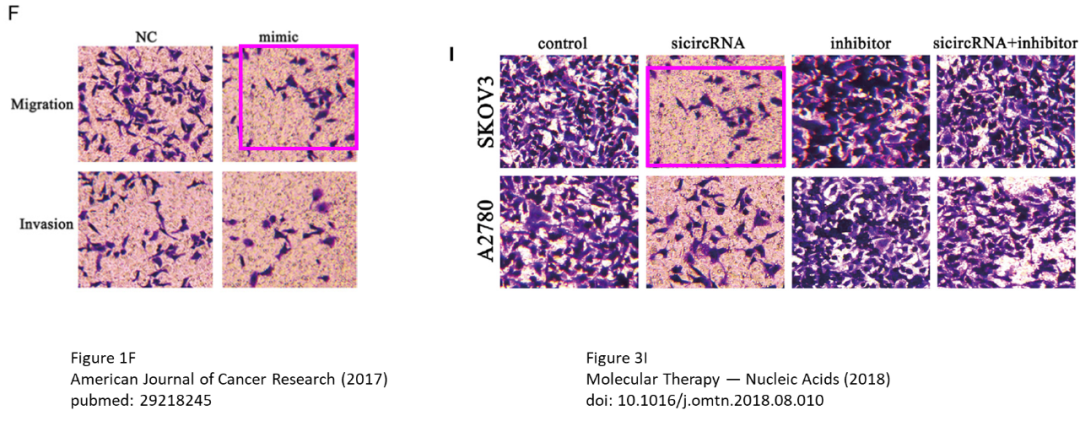 F
NC mimic
Migration
Invasion
I
control sicircRNA inhibitor sicircRNA+inhibitor
SKOV3
A2780
Figure 1F
American Journal of Cancer Research (2017)
pubmed: 29218245
Figure 3I
Molecular Therapy — Nucleic Acids (2018)
doi: 10.1016/j.omtn.2018.08.010